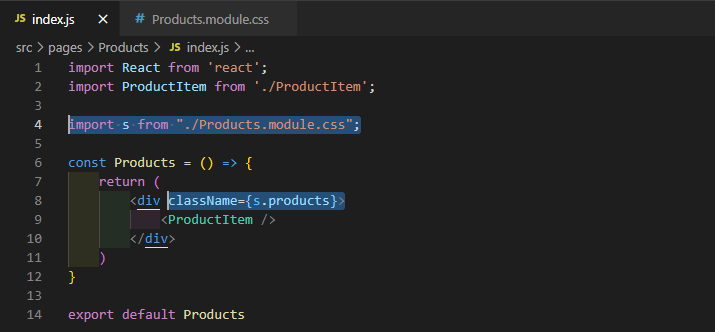 JS index.js × # Products.module.css
src > pages > Products > JS index.js > ...
1 import React from 'react';
2 import ProductItem from './ProductItem';
3
4 import s from "./Products.module.css";
5
6 const Products = () => {
7 return (
8 <div className={s.products}>
9 <ProductItem />
10 </div>
11 )
12 }
13
14 export default Products